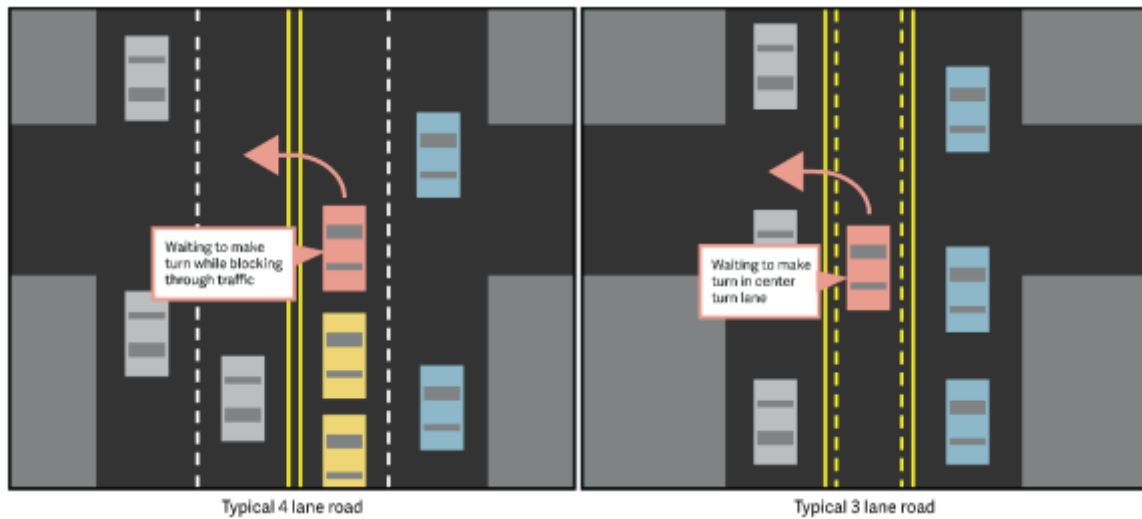 Waiting to make
turn while blocking
through traffic
Waiting to make
turn in center
turn lane
Typical 4 lane road
Typical 3 lane road